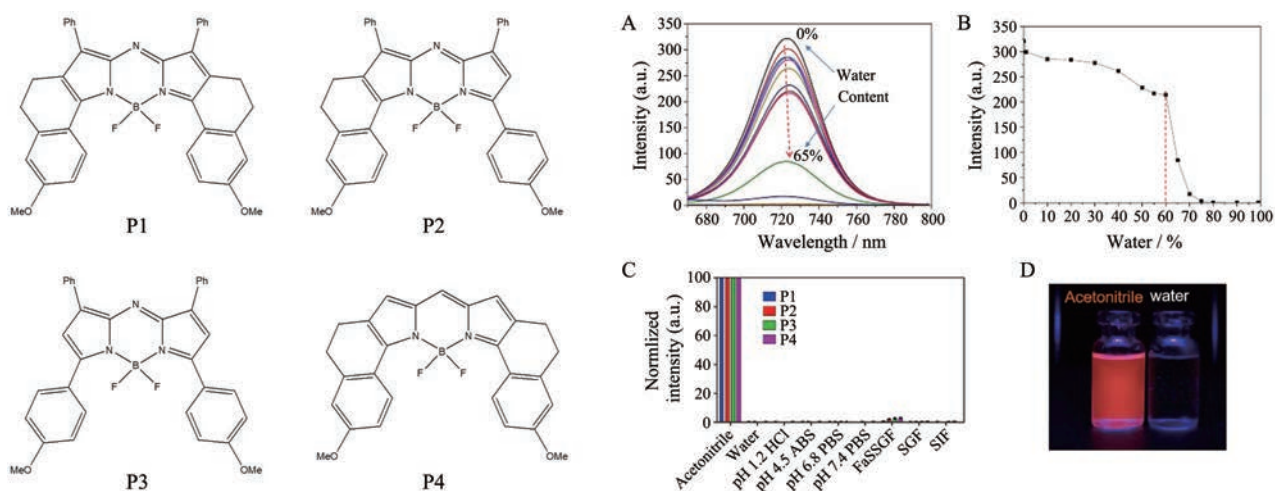 Ph
Ph
N
N
N
B
F
F
MeO
OMe
P1
Ph
Ph
N
N
N
B
F
F
MeO
OMe
P2
Ph
Ph
N
N
N
B
F
F
MeO
OMe
P3
N
N
B
F
F
MeO
OMe
P4
A
Intensity (a.u.)
350
300
250
200
150
100
50
0
0%
Water
Content
65%
680 700 720 740 760 780 800
Wavelength / nm
B
Intensity (a.u.)
350
300
250
200
150
100
50
0
0 10 20 30 40 50 60 70 80 90 100
Water / %
C
Normlized
intensity (a.u.)
100
80
60
40
20
0
P1
P2
P3
P4
Acetonitrile
Water
pH 1.2 HCl
pH 4.5 ABS
pH 6.8 PBS
pH 7.4 PBS
FaSSGF
SGF
SIF
D
Acetonitrile water